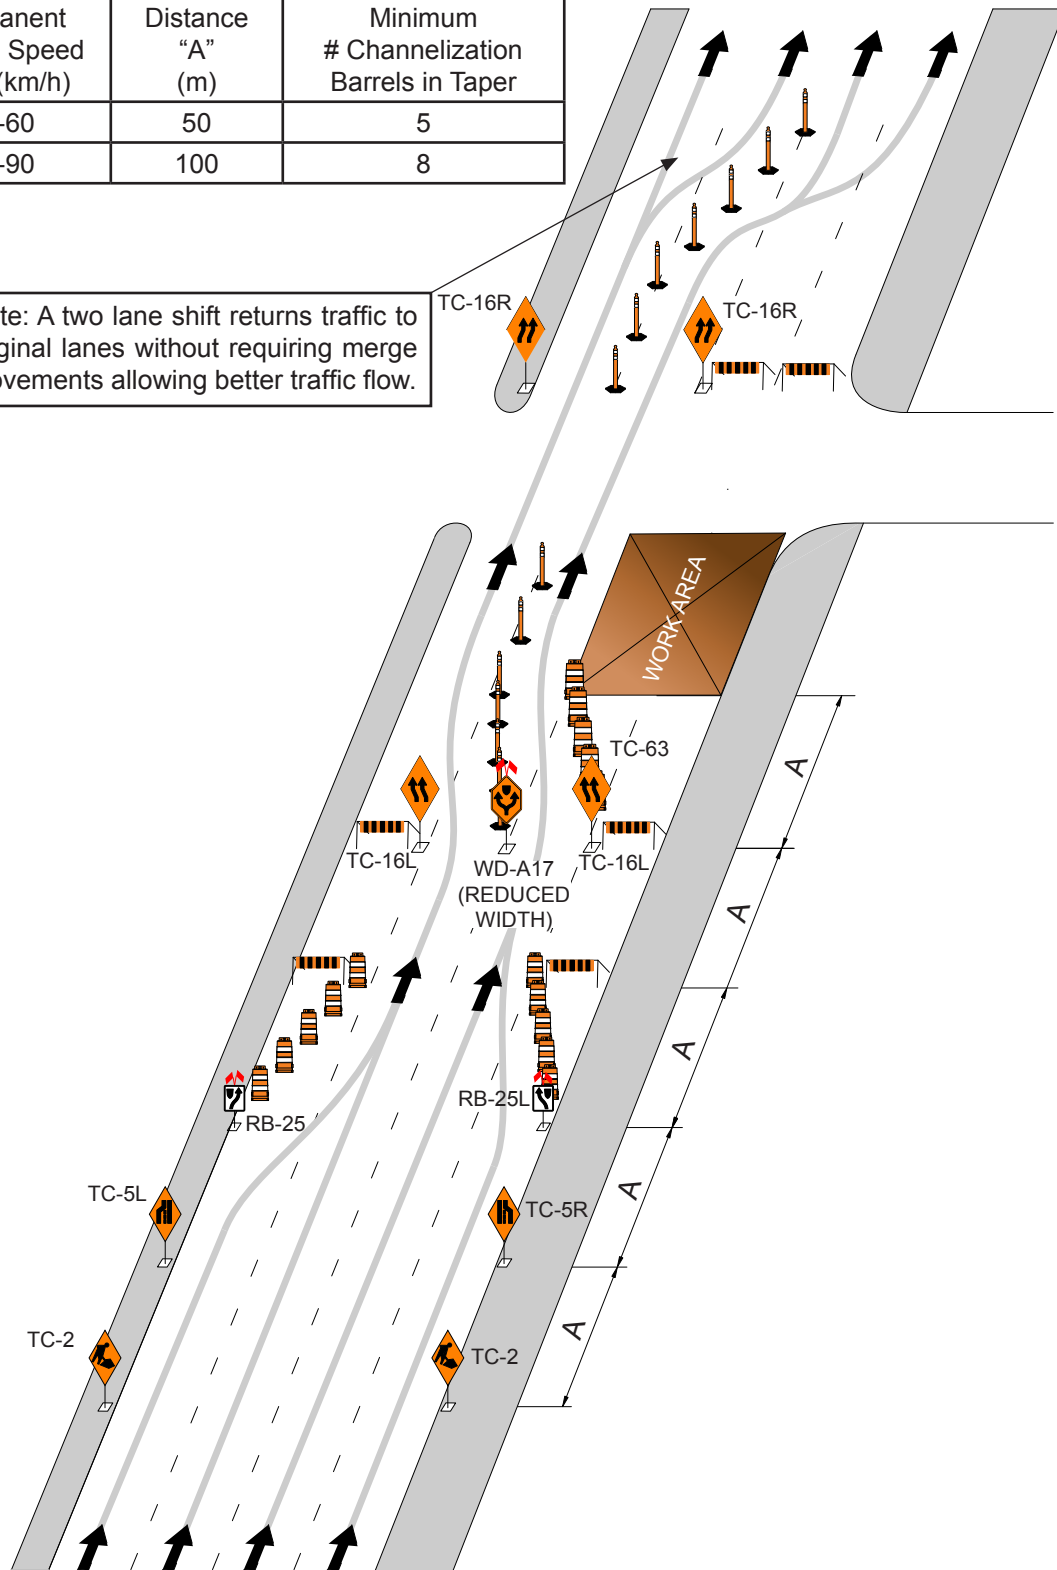 anent
Speed
(km/h)
Distance
“A”
(m)
Minimum
# Channelization
Barrels in Taper
-60
50
5
-90
100
8
te: A two lane shift returns traffic to
ginal lanes without requiring merge
ovements allowing better traffic flow.
TC-16R
TC-16R
WORK AREA
TC-63
A
TC-16L
WD-A17
(REDUCED
WIDTH)
TC-16L
A
A
RB-25
RB-25L
TC-5L
TC-5R
A
TC-2
TC-2
A